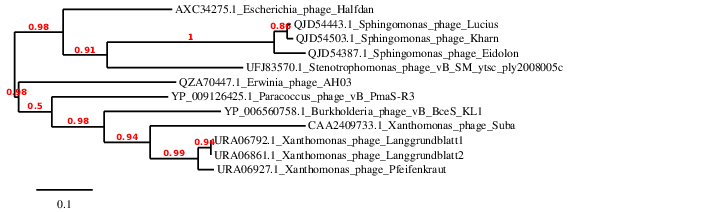 AXC34275.1_Escherichia_phage_Halfdan
0.98
0.86
QJD54443.1_Sphingomonas_phage_Lucius
1
QJD54503.1_Sphingomonas_phage_Kharn
0.91
QJD54387.1_Sphingomonas_phage_Eidolon
UFJ83570.1_Stenotrophomonas_phage_vB_SM_ytsc_ply2008005c
QZA70447.1_Erwinia_phage_AH03
0.98
YP_009126425.1_Paracoccus_phage_vB_PmaS-R3
0.5
YP_006560758.1_Burkholderia_phage_vB_BceS_KL1
0.98
CAA2409733.1_Xanthomonas_phage_Suba
0.94
URA06792.1_Xanthomonas_phage_Langgrundblatt1
0.99
URA06861.1_Xanthomonas_phage_Langgrundblatt2
URA06927.1_Xanthomonas_phage_Pfeifenkraut
0.1